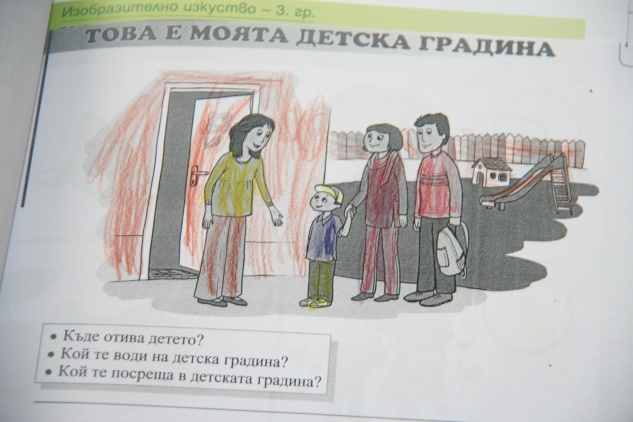 Изобразително изкуство – 3. гр.
ТОВА Е МОЯТА ДЕТСКА ГРАДИНА
• Къде отива детето?
• Кой те води на детска градина?
• Кой те посреща в детската градина?